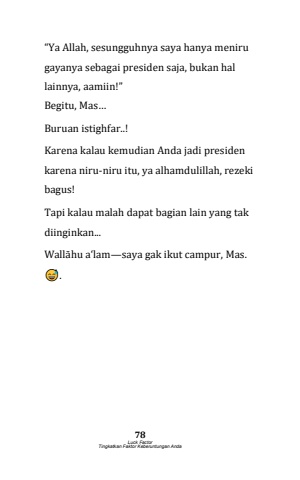 “Ya Allah, sesungguhnya saya hanya meniru
gayanya sebagai presiden saja, bukan hal
lainnya, aamiin!”
Begitu, Mas…
Buruan istighfar..!
Karena kalau kemudian Anda jadi presiden
karena niru-niru itu, ya alhamdulillah, rezeki
bagus!
Tapi kalau malah dapat bagian lain yang tak
diinginkan...
Wallāhu a‘lam—saya gak ikut campur, Mas.
😅.
78
Luck Factor
Tingkatkan Faktor Keberuntungan Anda